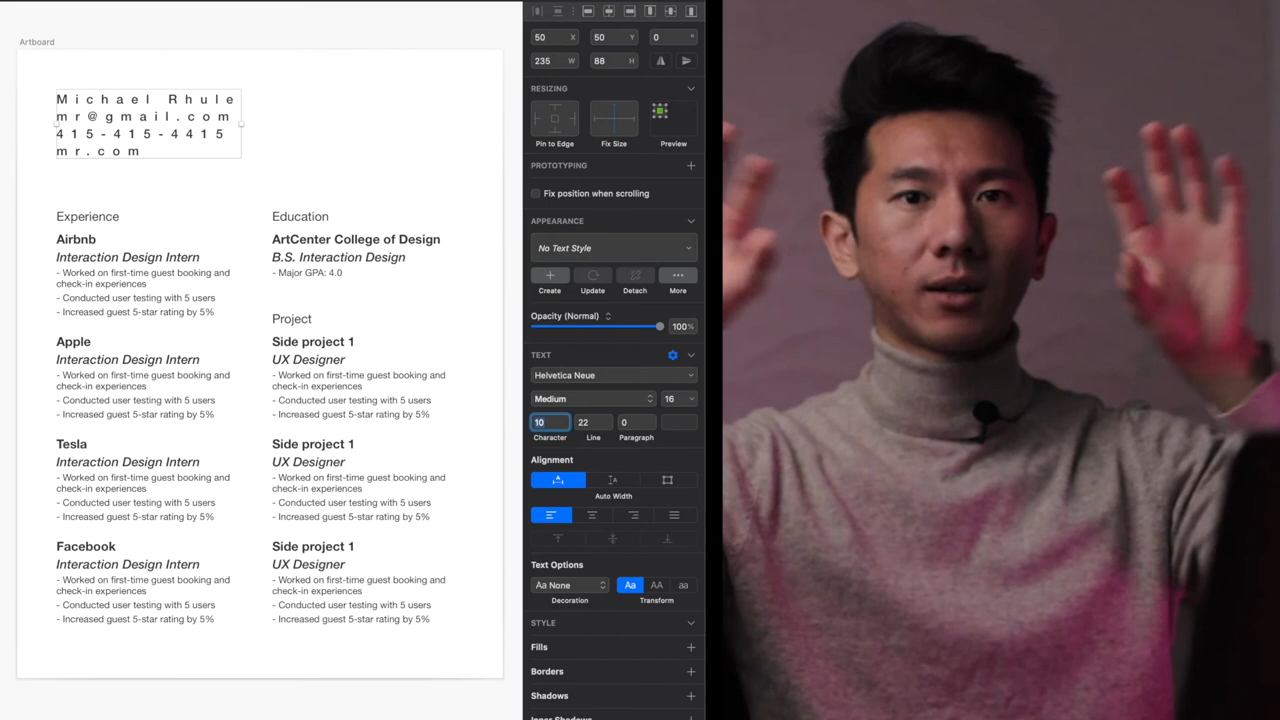 Artboard
Michael Rhule
mr@gmail.com
415-415-4415
mr.com
Experience
Airbnb
Interaction Design Intern
- Worked on first-time guest booking and
check-in experiences
- Conducted user testing with 5 users
- Increased guest 5-star rating by 5%
Apple
Interaction Design Intern
- Worked on first-time guest booking and
check-in experiences
- Conducted user testing with 5 users
- Increased guest 5-star rating by 5%
Tesla
Interaction Design Intern
- Worked on first-time guest booking and
check-in experiences
- Conducted user testing with 5 users
- Increased guest 5-star rating by 5%
Facebook
Interaction Design Intern
- Worked on first-time guest booking and
check-in experiences
- Conducted user testing with 5 users
- Increased guest 5-star rating by 5%
Education
ArtCenter College of Design
B.S. Interaction Design
- Major GPA: 4.0
Project
Side project 1
UX Designer
- Worked on first-time guest booking and
check-in experiences
- Conducted user testing with 5 users
- Increased guest 5-star rating by 5%
Side project 1
UX Designer
- Worked on first-time guest booking and
check-in experiences
- Conducted user testing with 5 users
- Increased guest 5-star rating by 5%
Side project 1
UX Designer
- Worked on first-time guest booking and
check-in experiences
- Conducted user testing with 5 users
- Increased guest 5-star rating by 5%
50 X 50 Y 0 °
235 W 88 H
RESIZING
Pin to Edge Fix Size Preview
PROTOTYPING
Fix position when scrolling
APPEARANCE
No Text Style
Create Update Detach More
Opacity (Normal) 100%
TEXT
Helvetica Neue
Medium 16
10 22 0
Character Line Paragraph
Alignment
Auto Width
Text Options
Aa None Aa AA aa
Decoration Transform
STYLE
Fills
Borders
Shadows
Inner Shadows